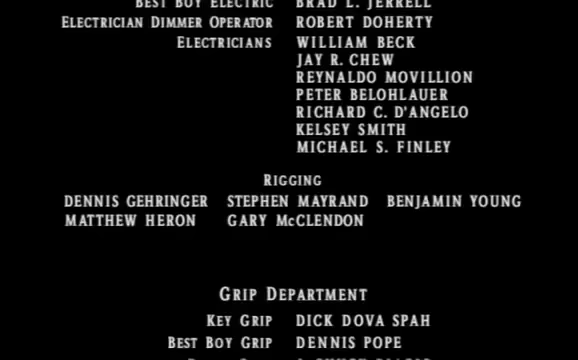 BEST BOY ELECTRIC BRAD L. JERRELL
ELECTRICIAN DIMMER OPERATOR ROBERT DOHERTY
ELECTRICIANS WILLIAM BECK
JAY R. CHEW
REYNALDO MOVILLION
PETER BELOHLAUER
RICHARD C. D'ANGELO
KELSEY SMITH
MICHAEL S. FINLEY
RIGGING
DENNIS GEHRINGER STEPHEN MAYRAND BENJAMIN YOUNG
MATTHEW HERON GARY McCLENDON
GRIP DEPARTMENT
KEY GRIP DICK DOVA SPAH
BEST BOY GRIP DENNIS POPE